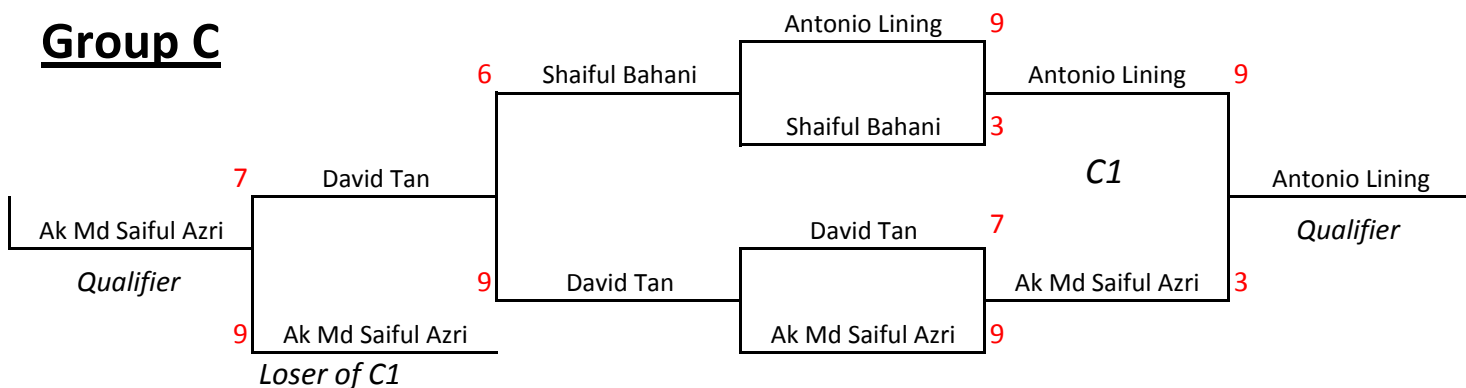 Group C
Antonio Lining 9
6 Shaiful Bahani Antonio Lining 9
Shaiful Bahani 3
7 David Tan C1 Antonio Lining
Ak Md Saiful Azri David Tan 7 Qualifier
Qualifier 9 David Tan Ak Md Saiful Azri 3
9 Ak Md Saiful Azri Ak Md Saiful Azri 9
Loser of C1